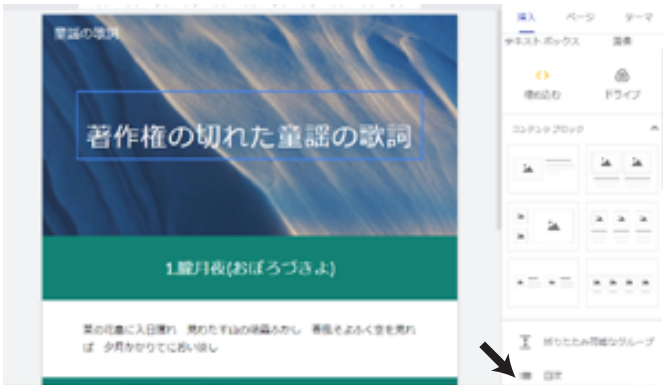 童謡の歌詞
著作権の切れた童謡の歌詞
1.朧月夜(おぼろづきよ)
菜の花畠に入日薄れ 見わたす山の端霞ふかし 春風そよふく空を見れ
ば 夕月かかりてにおい淡し
挿入 ページ テーマ
テキスト ボックス 画像
埋め込む ドライブ
コンテンツ ブロック
折りたたみ可能なグループ
目次